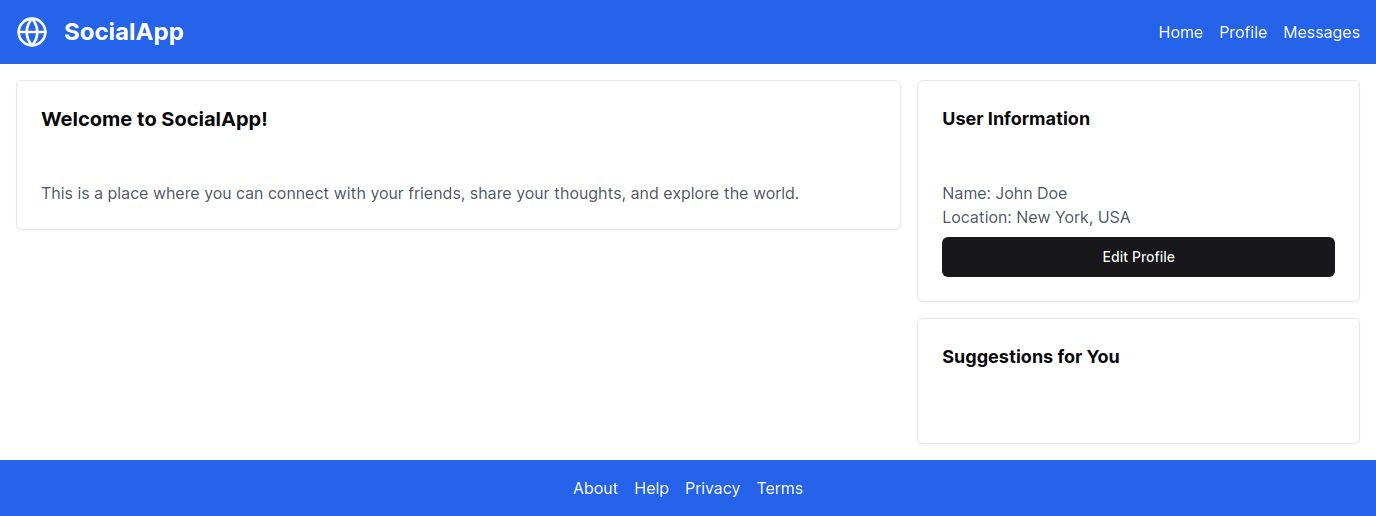 SocialApp
Home Profile Messages
Welcome to SocialApp!
This is a place where you can connect with your friends, share your thoughts, and explore the world.
User Information
Name: John Doe
Location: New York, USA
Edit Profile
Suggestions for You
About Help Privacy Terms